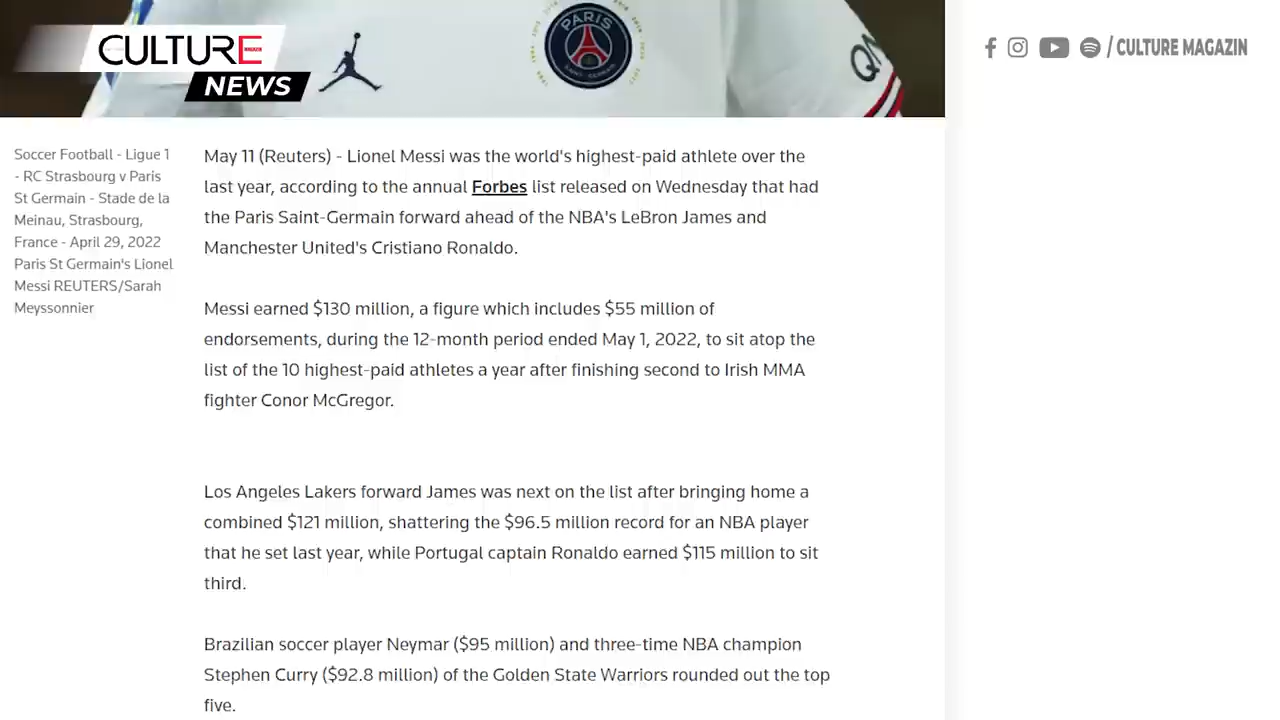 CULTURE
NEWS
PARIS
SAINT-GERMAIN
/ CULTURE MAGAZIN
Soccer Football - Ligue 1
- RC Strasbourg v Paris
St Germain - Stade de la
Meinau, Strasbourg,
France - April 29, 2022
Paris St Germain's Lionel
Messi REUTERS/Sarah
Meyssonnier
May 11 (Reuters) - Lionel Messi was the world's highest-paid athlete over the
last year, according to the annual Forbes list released on Wednesday that had
the Paris Saint-Germain forward ahead of the NBA's LeBron James and
Manchester United's Cristiano Ronaldo.
Messi earned $130 million, a figure which includes $55 million of
endorsements, during the 12-month period ended May 1, 2022, to sit atop the
list of the 10 highest-paid athletes a year after finishing second to Irish MMA
fighter Conor McGregor.
Los Angeles Lakers forward James was next on the list after bringing home a
combined $121 million, shattering the $96.5 million record for an NBA player
that he set last year, while Portugal captain Ronaldo earned $115 million to sit
third.
Brazilian soccer player Neymar ($95 million) and three-time NBA champion
Stephen Curry ($92.8 million) of the Golden State Warriors rounded out the top
five.